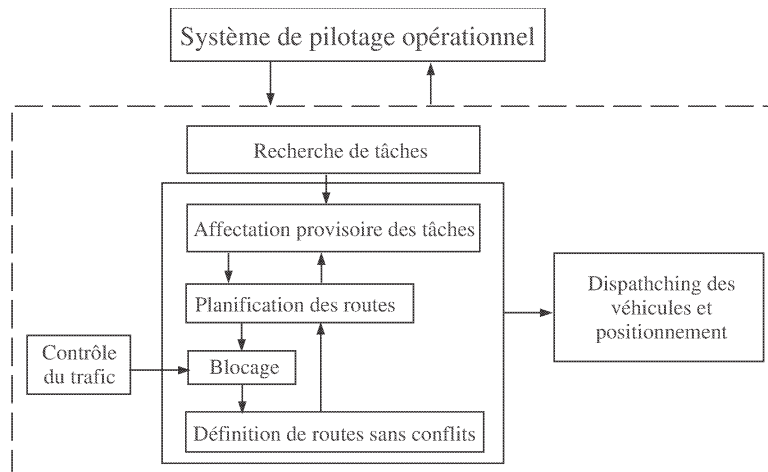 Système de pilotage opérationnel
Recherche de tâches
Affectation provisoire des tâches
Planification des routes
Contrôle
du trafic
Blocage
Définition de routes sans conflits
Dispathching des
véhicules et
positionnement